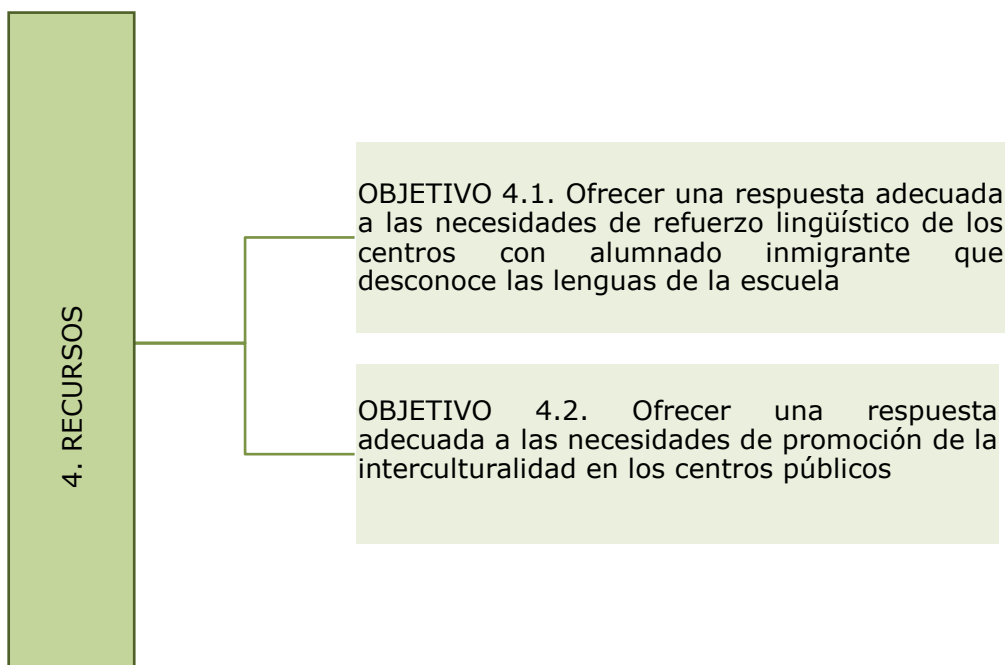 4. RECURSOS
OBJETIVO 4.1. Ofrecer una respuesta adecuada
a las necesidades de refuerzo lingüístico de los
centros con alumnado inmigrante que
desconoce las lenguas de la escuela
OBJETIVO 4.2. Ofrecer una respuesta
adecuada a las necesidades de promoción de la
interculturalidad en los centros públicos